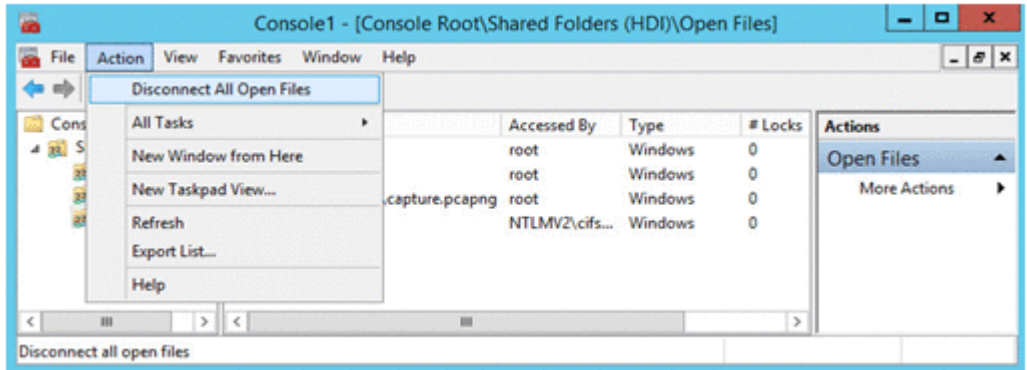 Console1 - [Console Root\Shared Folders (HDI)\Open Files]
File Action View Favorites Window Help
Disconnect All Open Files
All Tasks
New Window from Here
New Taskpad View...
Refresh
Export List...
Help
Cons
S
Accessed By Type # Locks
root Windows 0
root Windows 0
\capture.pcapng root Windows 0
NTLMV2\cifs... Windows 0
Actions
Open Files
More Actions
Disconnect all open files